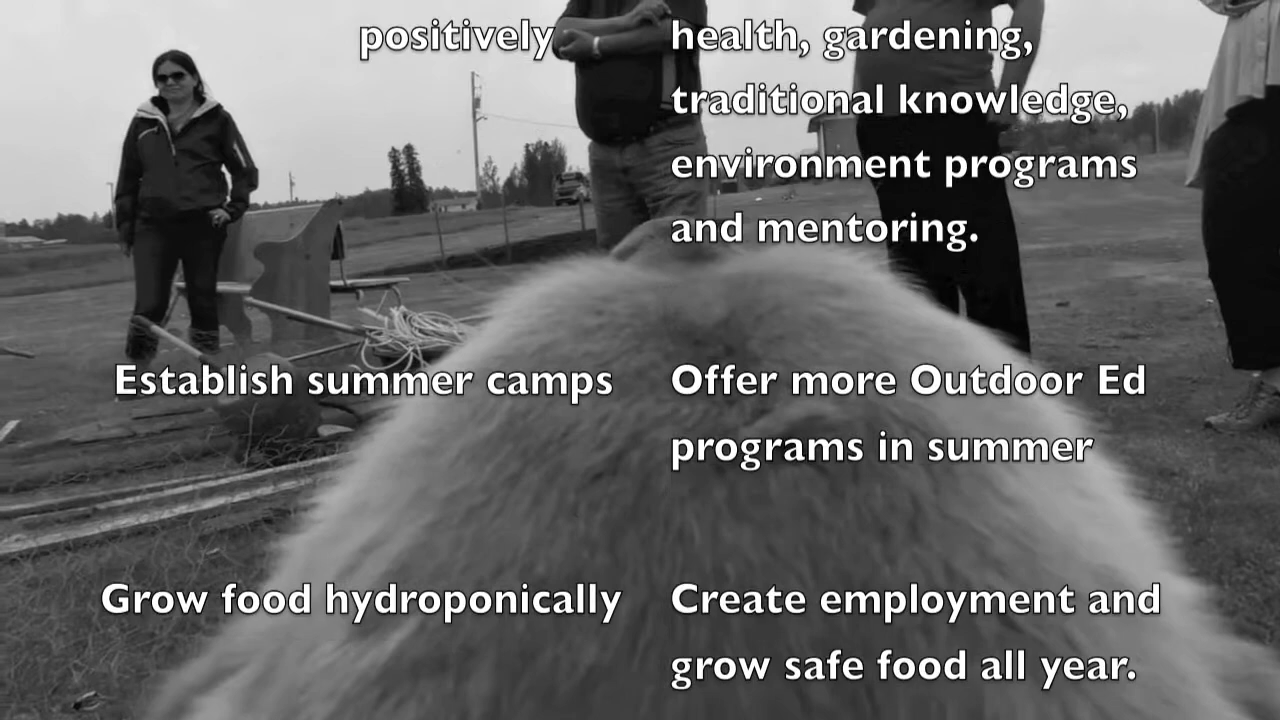 positively health, gardening,
traditional knowledge,
environment programs
and mentoring.
Establish summer camps Offer more Outdoor Ed
programs in summer
Grow food hydroponically Create employment and
grow safe food all year.